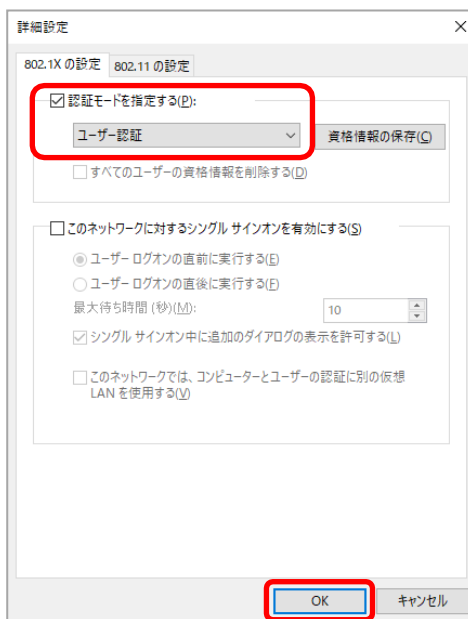 詳細設定
802.1X の設定 802.11 の設定
認証モードを指定する(P):
ユーザー認証 資格情報の保存(C)
すべてのユーザーの資格情報を削除する(D)
このネットワークに対するシングル サインオンを有効にする(S)
ユーザー ログオンの直前に実行する(E)
ユーザー ログオンの直後に実行する(F)
最大待ち時間 (秒)(M): 10
シングル サインオン中に追加のダイアログの表示を許可する(L)
このネットワークでは、コンピューターとユーザーの認証に別の仮想
LAN を使用する(V)
OK キャンセル